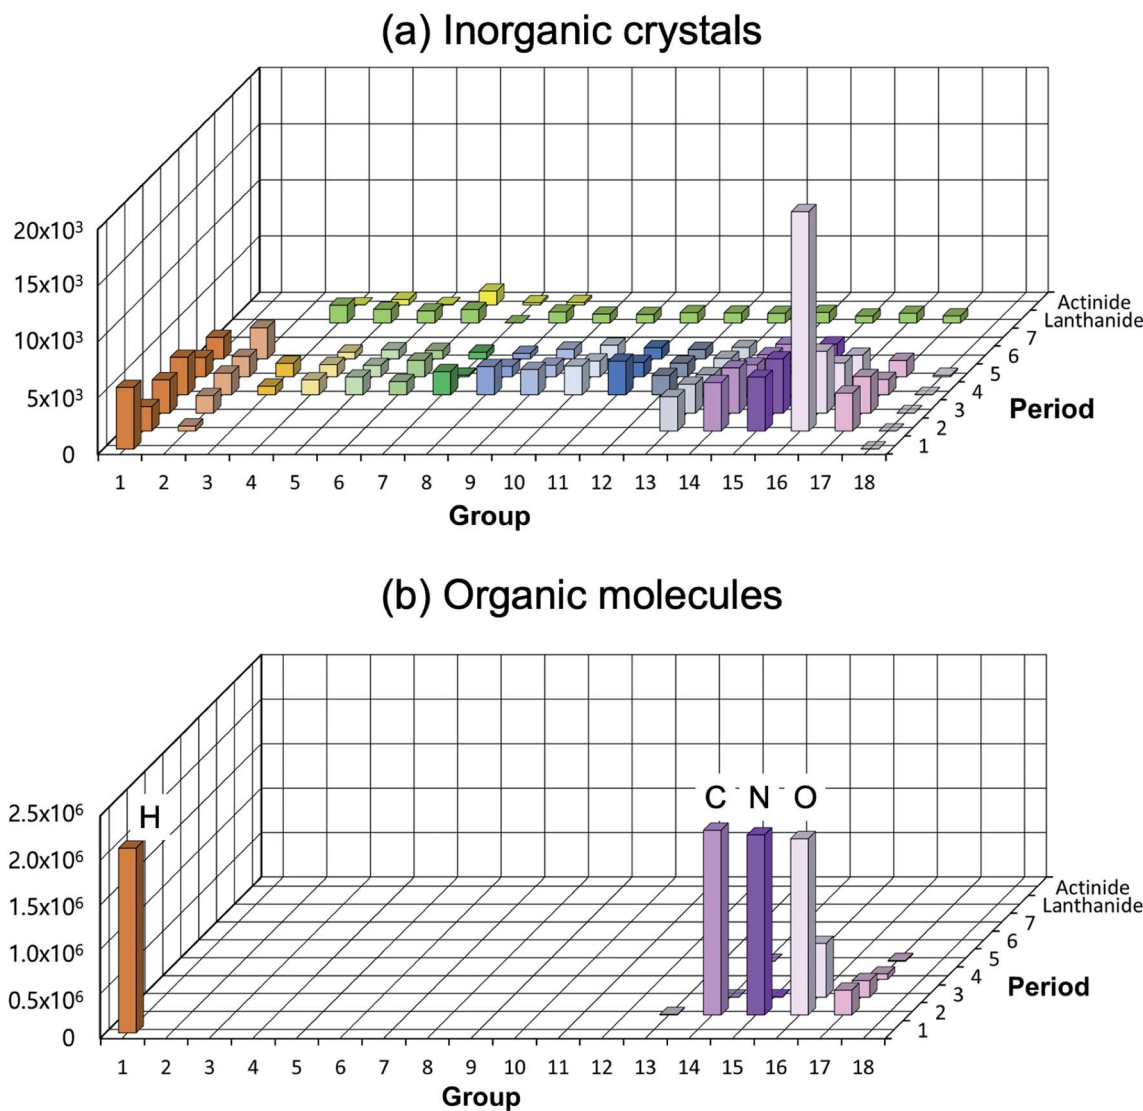 (a) Inorganic crystals
20x10³
15x10³
10x10³
5x10³
0
1 2 3 4 5 6 7 8 9 10 11 12 13 14 15 16 17 18
Group
Actinide
Lanthanide
7
6
5
4
3
2
1
Period
(b) Organic molecules
2.5x10⁶
2.0x10⁶
1.5x10⁶
1.0x10⁶
0.5x10⁶
0
H
C N O
1 2 3 4 5 6 7 8 9 10 11 12 13 14 15 16 17 18
Group
Actinide
Lanthanide
7
6
5
4
3
2
1
Period